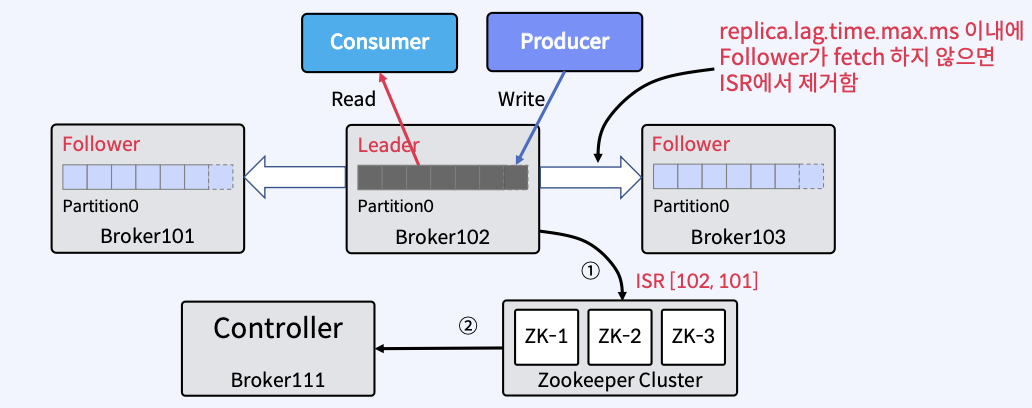 Consumer
Producer
replica.lag.time.max.ms 이내에
Follower가 fetch 하지 않으면
ISR에서 제거함
Read
Write
Follower
Partition0
Broker101
Leader
Partition0
Broker102
Follower
Partition0
Broker103
①
ISR [102, 101]
Controller
Broker111
②
ZK-1
ZK-2
ZK-3
Zookeeper Cluster